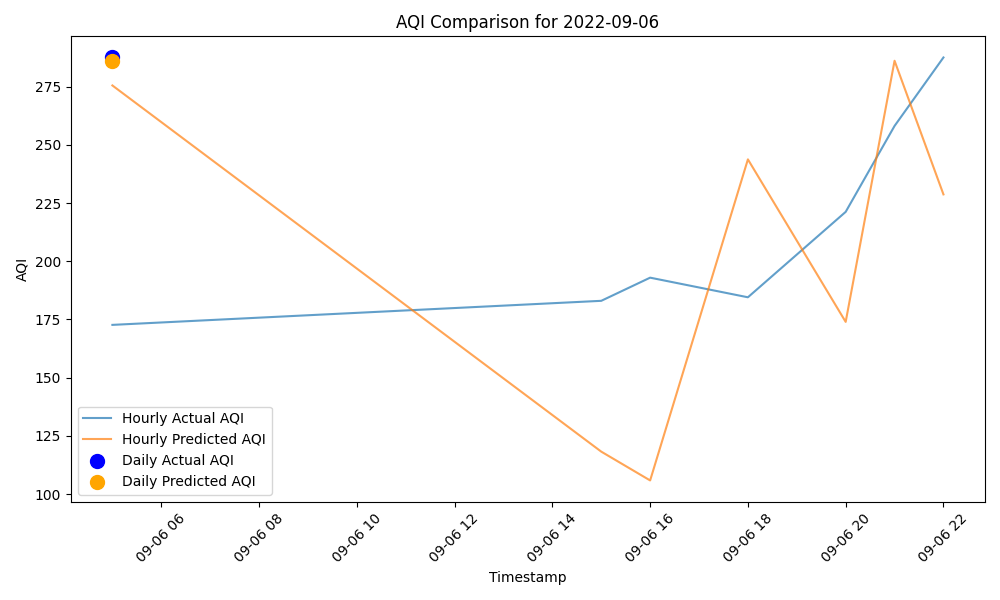 AQI Comparison for 2022-09-06
AQI
275
250
225
200
175
150
125
100
Hourly Actual AQI
Hourly Predicted AQI
Daily Actual AQI
Daily Predicted AQI
09-06 06
09-06 08
09-06 10
09-06 12
09-06 14
09-06 16
09-06 18
09-06 20
09-06 22
Timestamp